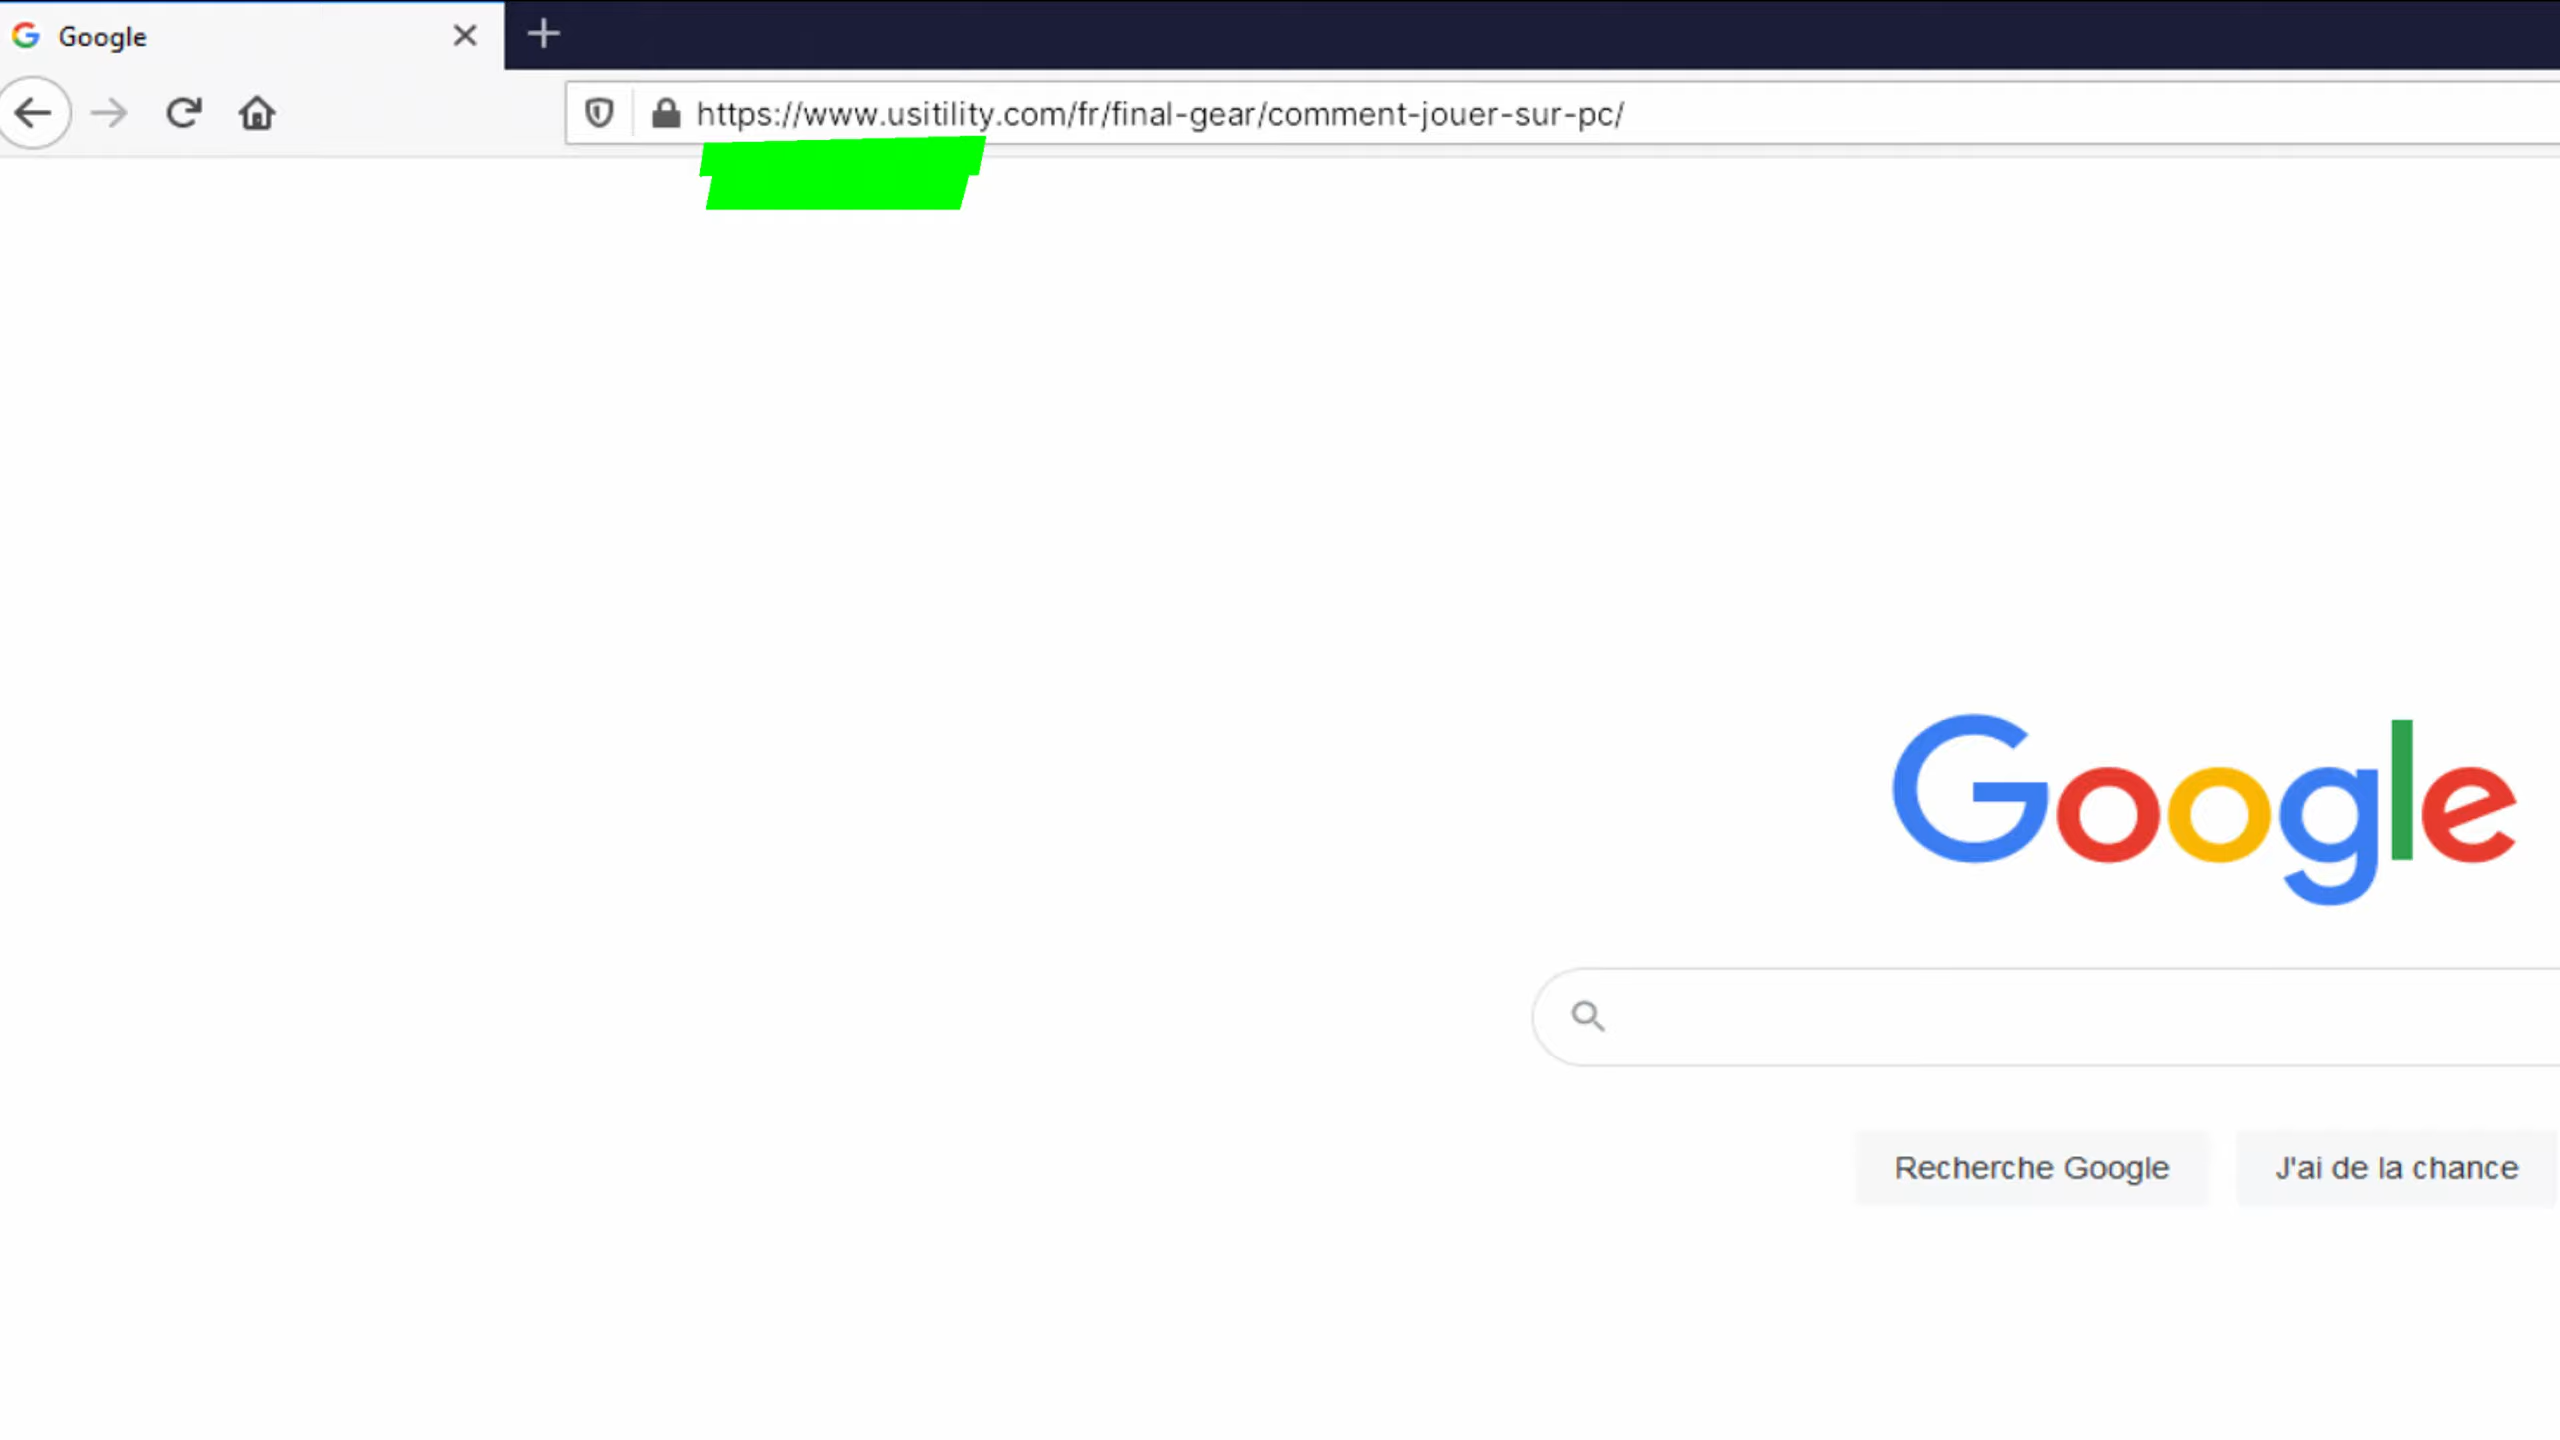 Google
https://www.usitility.com/fr/final-gear/comment-jouer-sur-pc/
Google
Recherche Google
J'ai de la chance